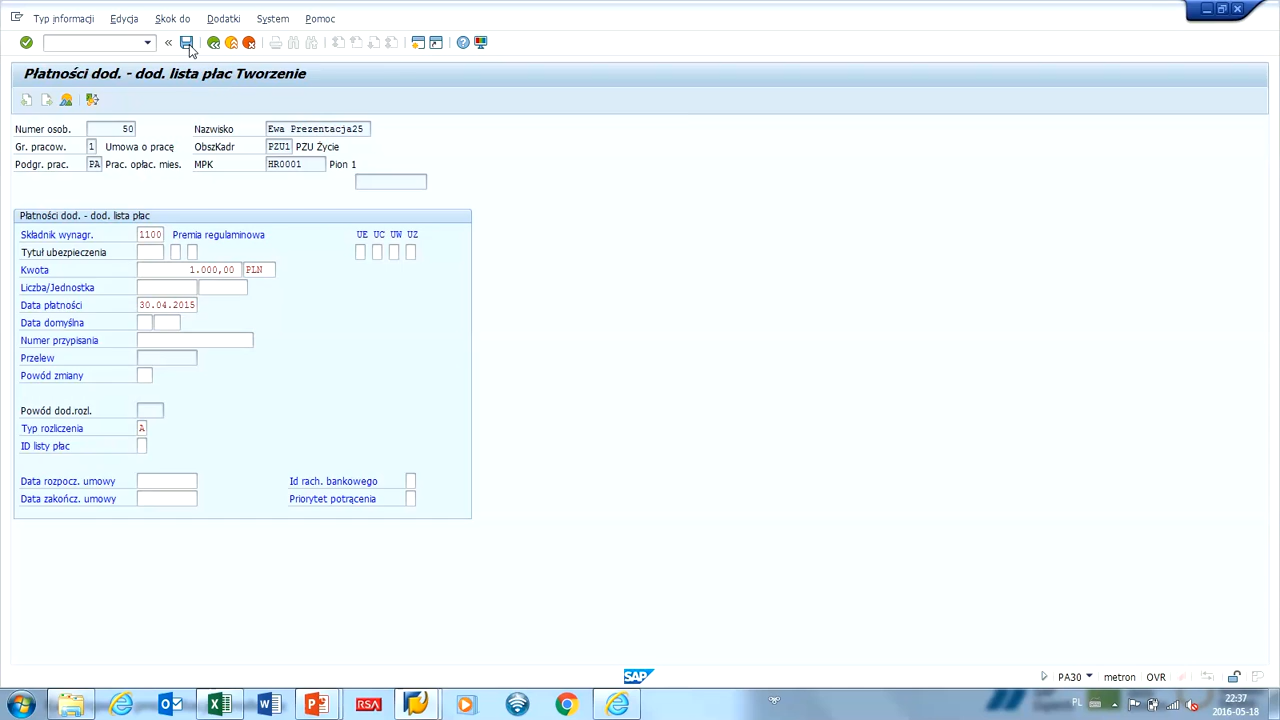 Typ informacji Edycja Skok do Dodatki System Pomoc
«
Płatności dod. - dod. lista płac Tworzenie
Numer osob. 50 Nazwisko Ewa Prezentacja25
Gr. pracow. 1 Umowa o pracę ObszKadr PZU1 PZU Życie
Podgr. prac. PA Prac. opłac. mies. MPK HR0001 Pion 1
Płatności dod. - dod. lista płac
Składnik wynagr. 1100 Premia regulaminowa UE UC UW UZ
Tytuł ubezpieczenia
Kwota 1.000,00 PLN
Liczba/Jednostka
Data płatności 30.04.2015
Data domyślna
Numer przypisania
Przelew
Powód zmiany
Powód dod.rozl.
Typ rozliczenia A
ID listy płac
Data rozpocz. umowy Id rach. bankowego
Data zakończ. umowy Priorytet potrącenia
SAP
PA30 metron OVR
RSA PL 22:37
2016-05-18